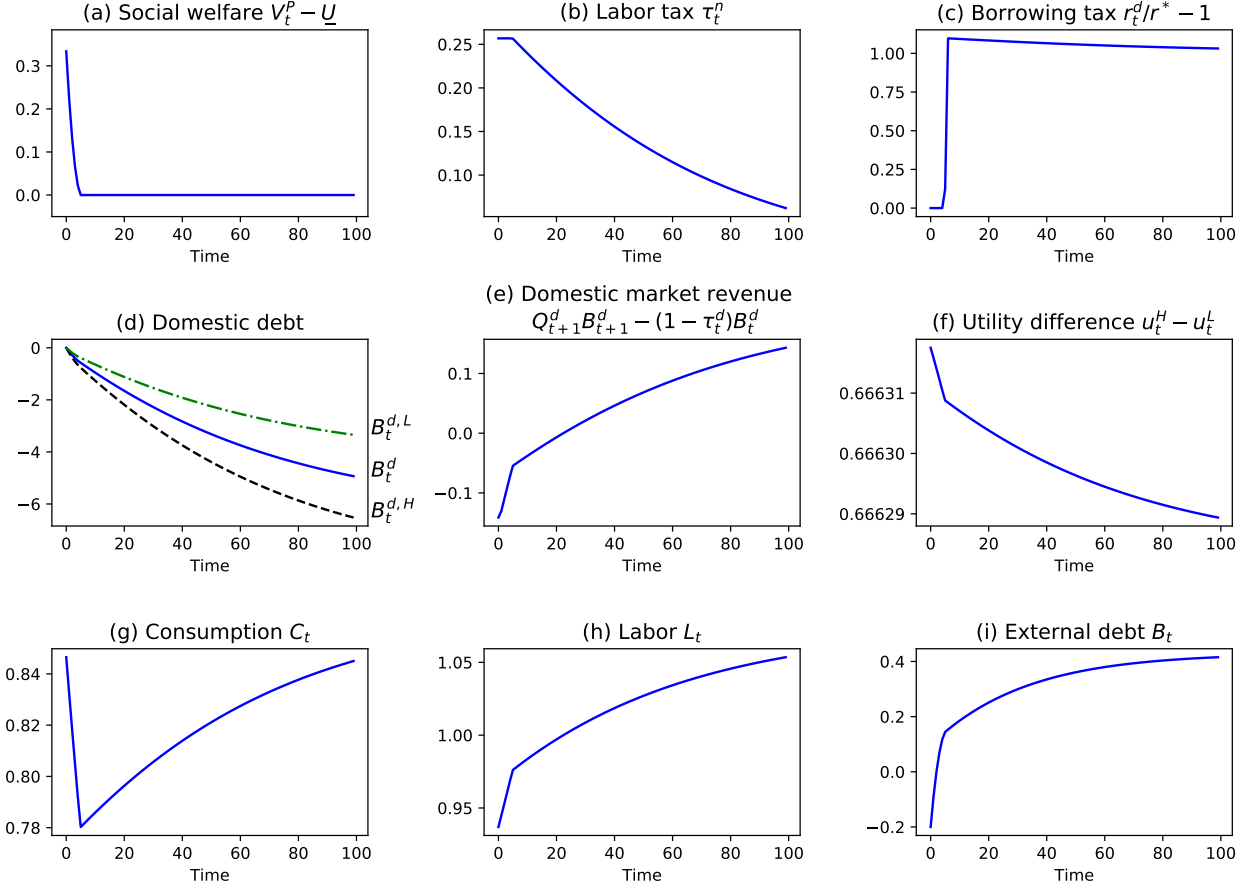 (a) Social welfare $V_t^P - \underline{U}$
(b) Labor tax $\tau_t^n$
(c) Borrowing tax $r_t^d/r^* - 1$
0.3
0.2
0.1
0.0
0 20 40 60 80 100
Time
0.25
0.20
0.15
0.10
0 20 40 60 80 100
Time
1.00
0.75
0.50
0.25
0.00
0 20 40 60 80 100
Time
(d) Domestic debt
(e) Domestic market revenue
$Q_{t+1}^d B_{t+1}^d - (1 - \tau_t^d) B_t^d$
(f) Utility difference $u_t^H - u_t^L$
0
−2
−4
−6
$B_t^{d,L}$
$B_t^d$
$B_t^{d,H}$
0 20 40 60 80 100
Time
0.1
0.0
−0.1
0 20 40 60 80 100
Time
0.66631
0.66630
0.66629
0 20 40 60 80 100
Time
(g) Consumption $C_t$
(h) Labor $L_t$
(i) External debt $B_t$
0.84
0.82
0.80
0.78
0 20 40 60 80 100
Time
1.05
1.00
0.95
0 20 40 60 80 100
Time
0.4
0.2
0.0
−0.2
0 20 40 60 80 100
Time